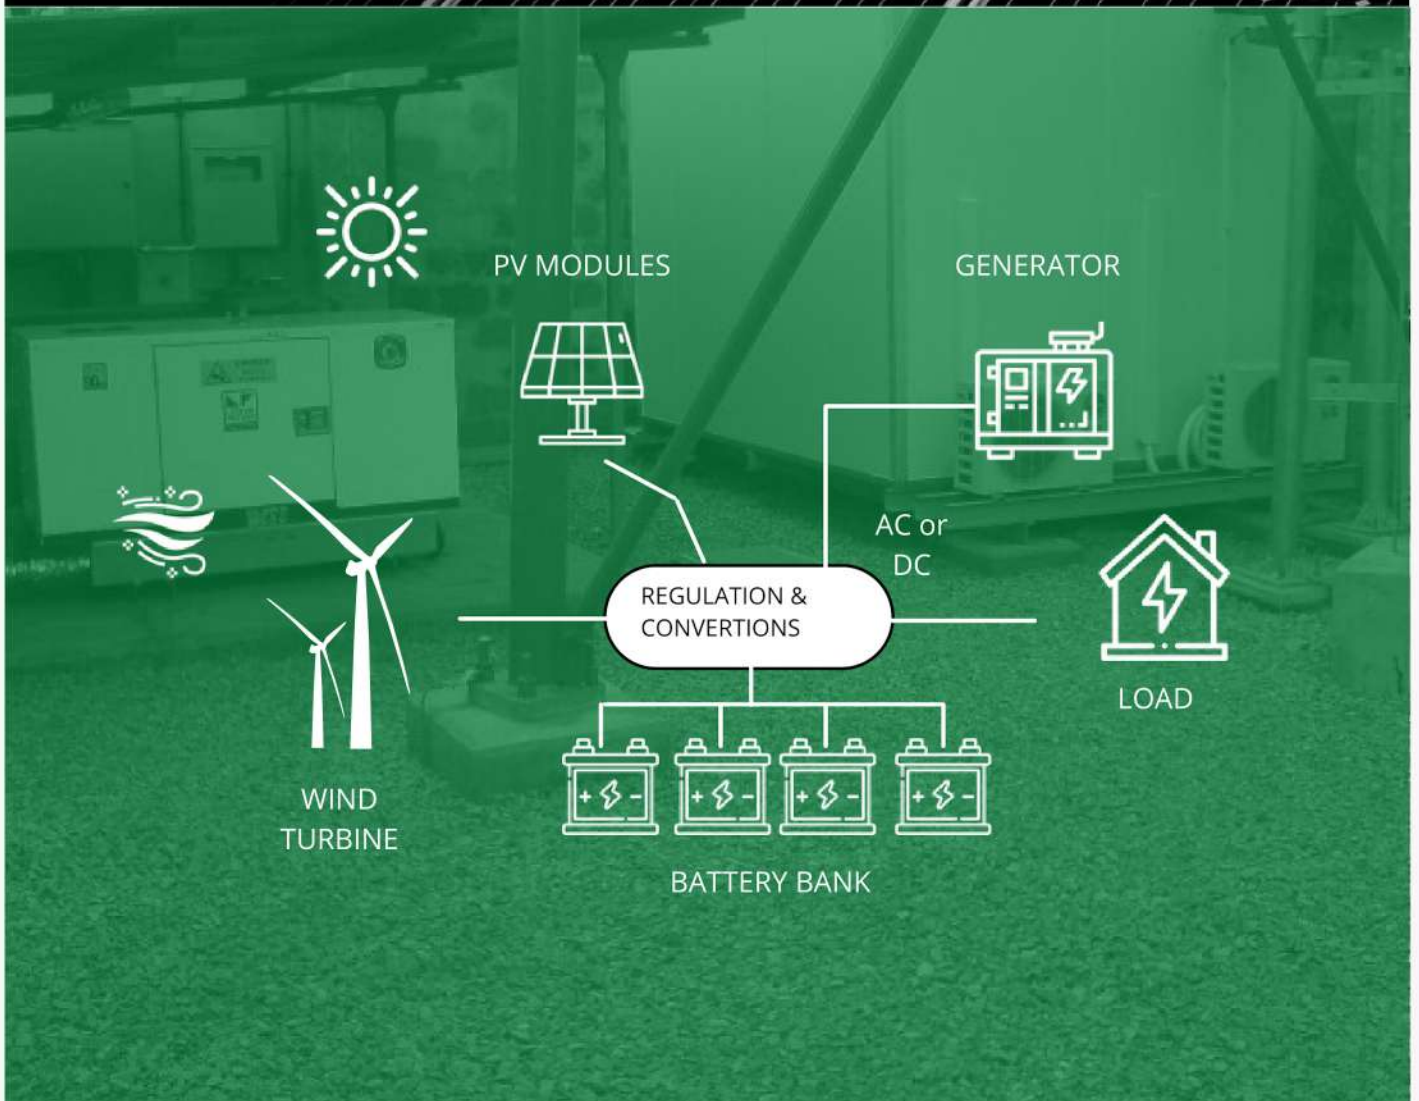 PV MODULES
GENERATOR
AC or
DC
REGULATION &
CONVERTIONS
LOAD
WIND
TURBINE
BATTERY BANK